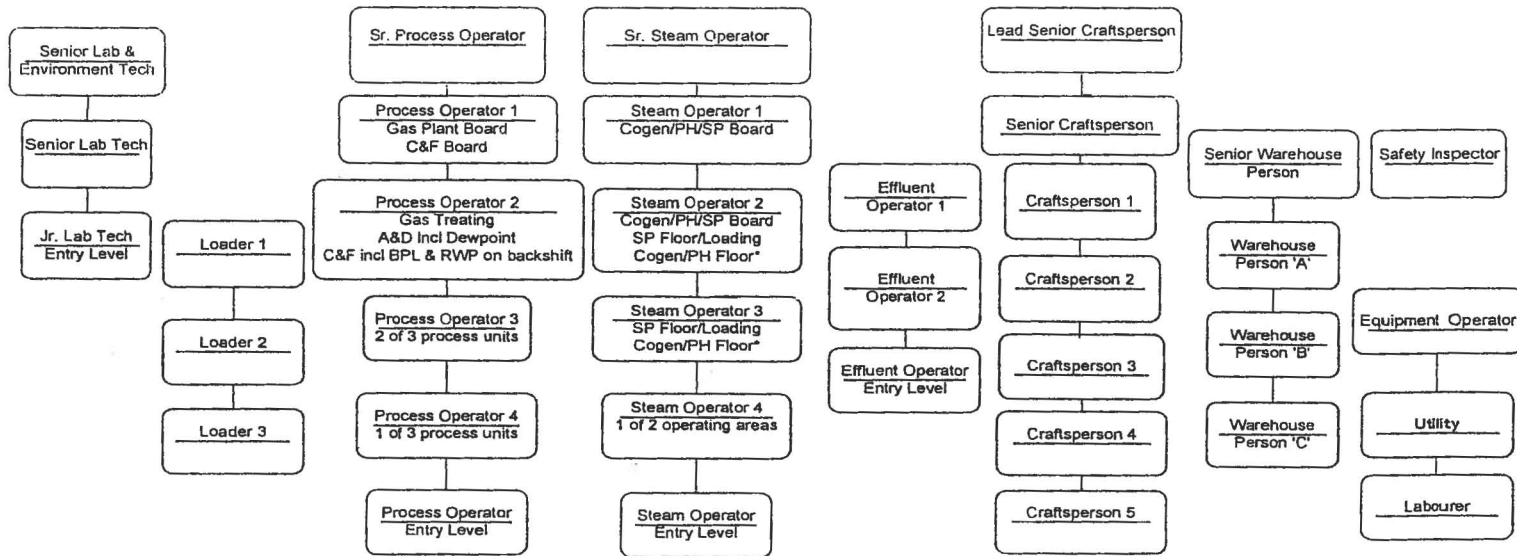 Senior Lab &
Environment Tech
Senior Lab Tech
Jr. Lab Tech
Entry Level
Loader 1
Loader 2
Loader 3
Sr. Process Operator
Process Operator 1
Gas Plant Board
C&F Board
Process Operator 2
Gas Treating
A&D Incl Dewpoint
C&F incl BPL & RWP on backshift
Process Operator 3
2 of 3 process units
Process Operator 4
1 of 3 process units
Process Operator
Entry Level
Sr. Steam Operator
Steam Operator 1
Cogen/PH/SP Board
Steam Operator 2
Cogen/PH/SP Board
SP Floor/Loading
Cogen/PH Floor*
Steam Operator 3
SP Floor/Loading
Cogen/PH Floor*
Steam Operator 4
1 of 2 operating areas
Steam Operator
Entry Level
Effluent
Operator 1
Effluent
Operator 2
Effluent Operator
Entry Level
Lead Senior Craftsperson
Senior Craftsperson
Craftsperson 1
Craftsperson 2
Craftsperson 3
Craftsperson 4
Craftsperson 5
Senior Warehouse
Person
Warehouse
Person 'A'
Warehouse
Person 'B'
Warehouse
Person 'C'
Safety Inspector
Equipment Operator
Utility
Labourer